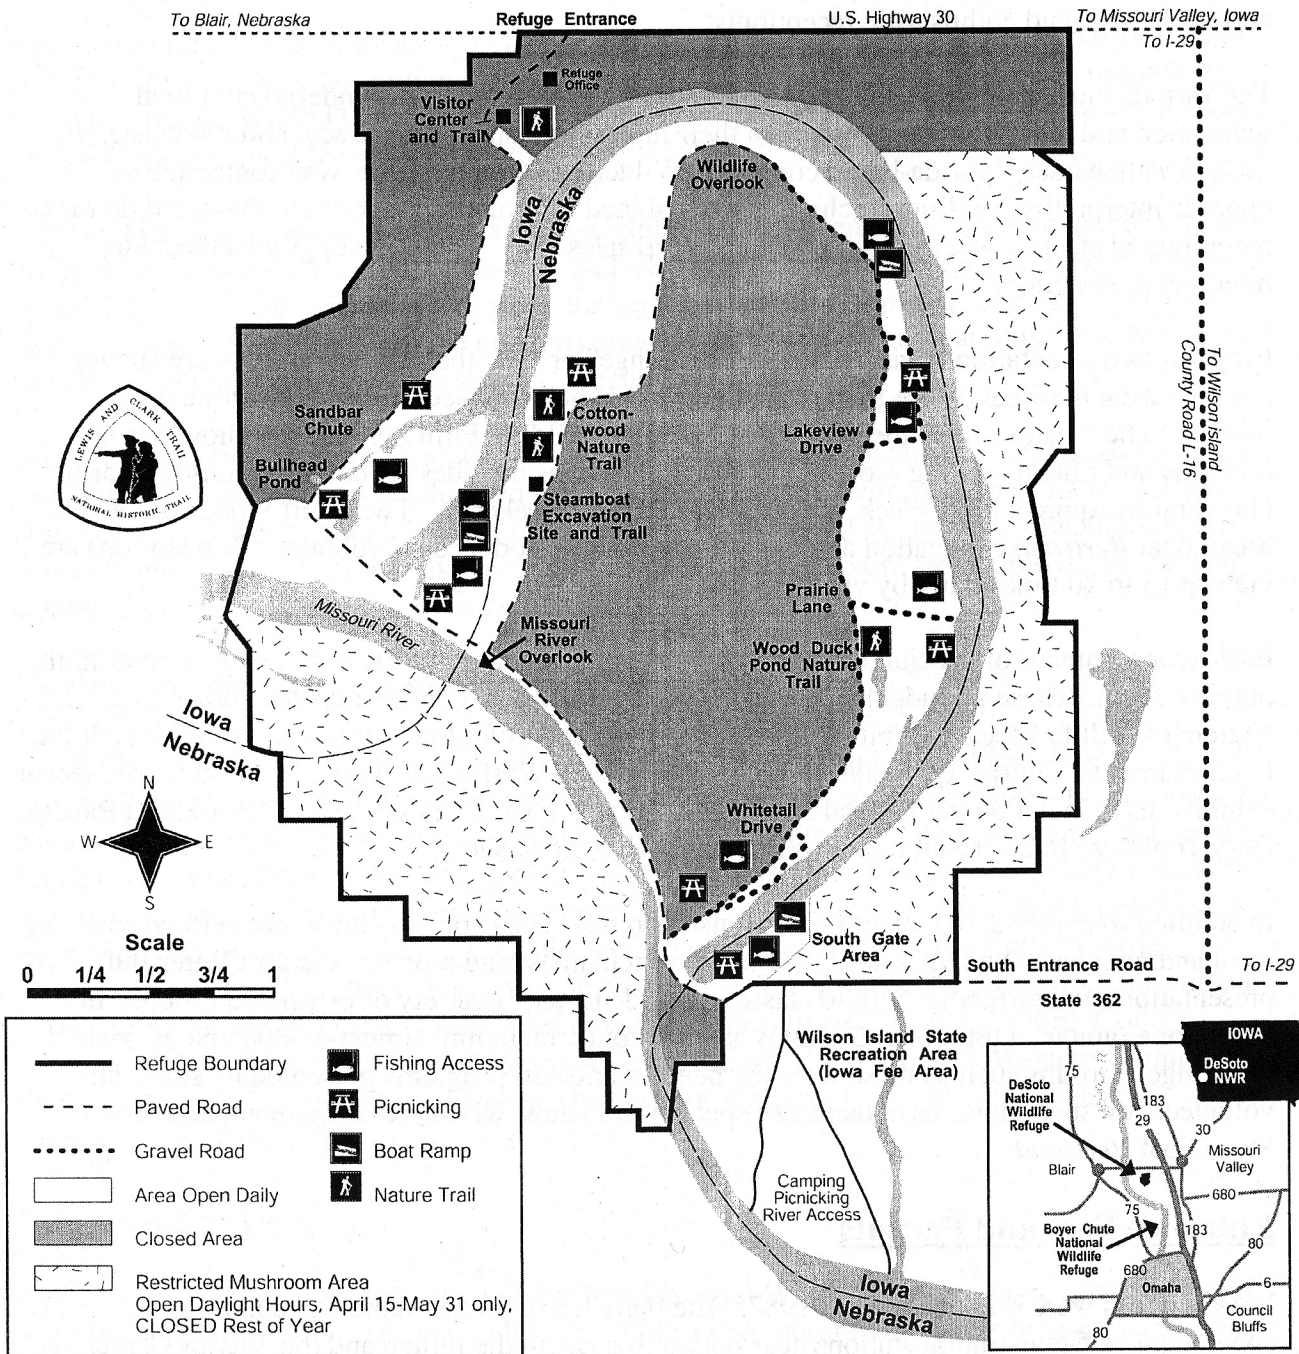 To Blair, Nebraska
Refuge Entrance
U.S. Highway 30
To Missouri Valley, Iowa
To I-29
Refuge
Office
Visitor
Center
and Trail
Wildlife
Overlook
Iowa
Nebraska
To Wilson island
County Road L-16
LEWIS AND CLARK TRAIL
NATIONAL HISTORIC TRAIL
Sandbar
Chute
Bullhead
Pond
Cotton-
wood
Nature
Trail
Steamboat
Excavation
Site and Trail
Lakeview
Drive
Prairie
Lane
Wood Duck
Pond Nature
Trail
Missouri River
Missouri
River
Overlook
Iowa
Nebraska
N
W
E
S
Whitetail
Drive
South Gate
Area
South Entrance Road
To I-29
State 362
Scale
0 1/4 1/2 3/4 1
Refuge Boundary
Paved Road
Gravel Road
Area Open Daily
Closed Area
Restricted Mushroom Area
Open Daylight Hours, April 15-May 31 only,
CLOSED Rest of Year
Fishing Access
Picnicking
Boat Ramp
Nature Trail
Wilson Island State
Recreation Area
(Iowa Fee Area)
Camping
Picnicking
River Access
Iowa
Nebraska
IOWA
DeSoto
NWR
75
DeSoto
National
Wildlife
Refuge
183
29
30
Missouri
Valley
Blair
680
75
Boyer Chute
National
Wildlife
Refuge
183
80
680
Omaha
6
Council
Bluffs
80